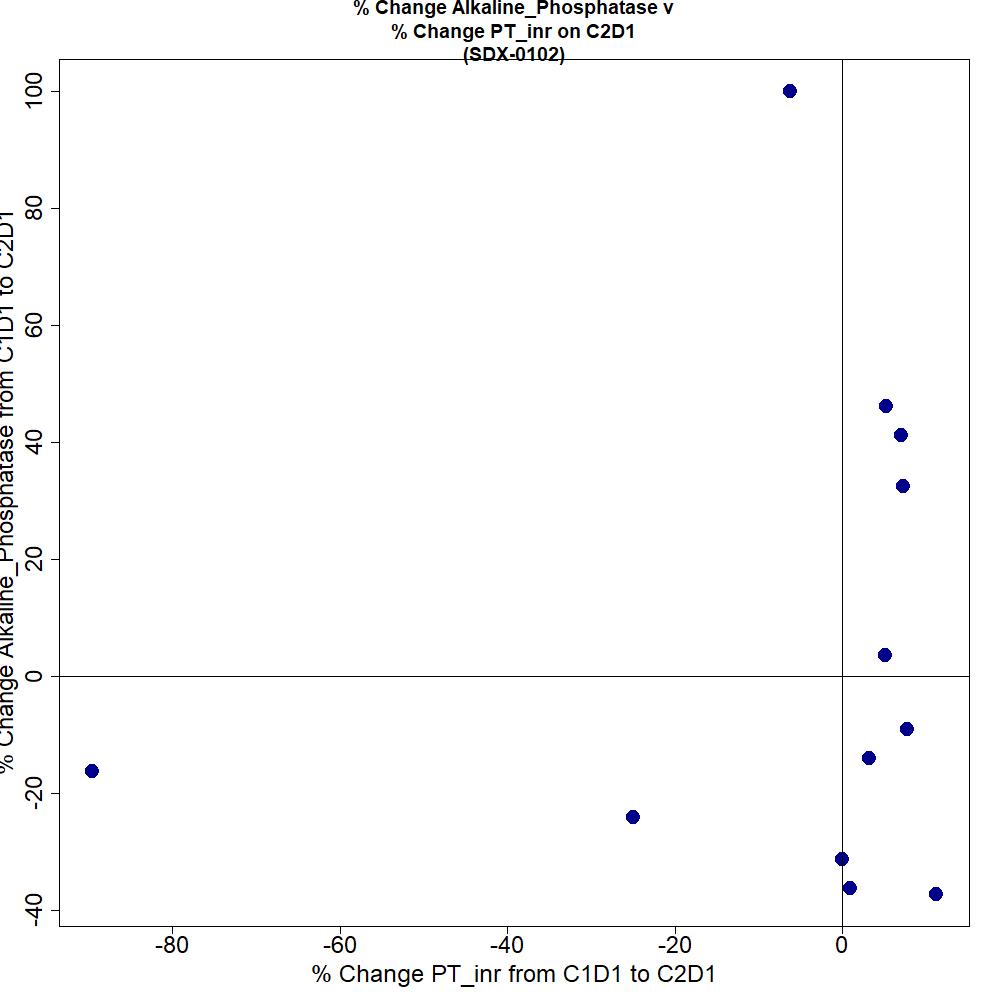 % Change Alkaline_Phosphatase v
% Change PT_inr on C2D1
(SDX-0102)
% Change Alkaline_Phosphatase from C1D1 to C2D1
100
80
60
40
20
0
-20
-40
-80
-60
-40
-20
0
% Change PT_inr from C1D1 to C2D1